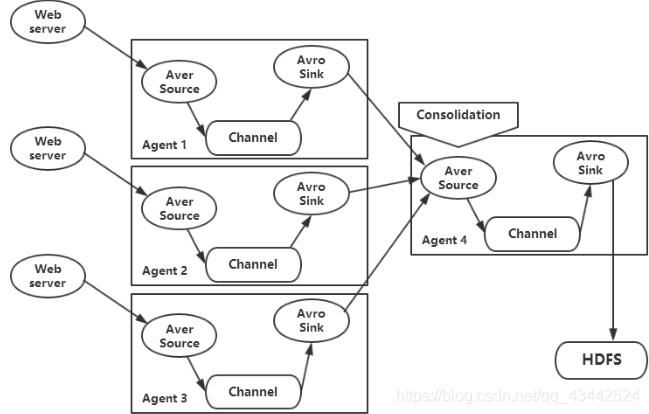 Web
server
Aver
Source
Avro
Sink
Channel
Agent 1
Web
server
Aver
Source
Avro
Sink
Channel
Agent 2
Web
server
Aver
Source
Avro
Sink
Channel
Agent 3
Consolidation
Aver
Source
Avro
Sink
Channel
Agent 4
HDFS
https://blog.csdn.net/qq_43442524